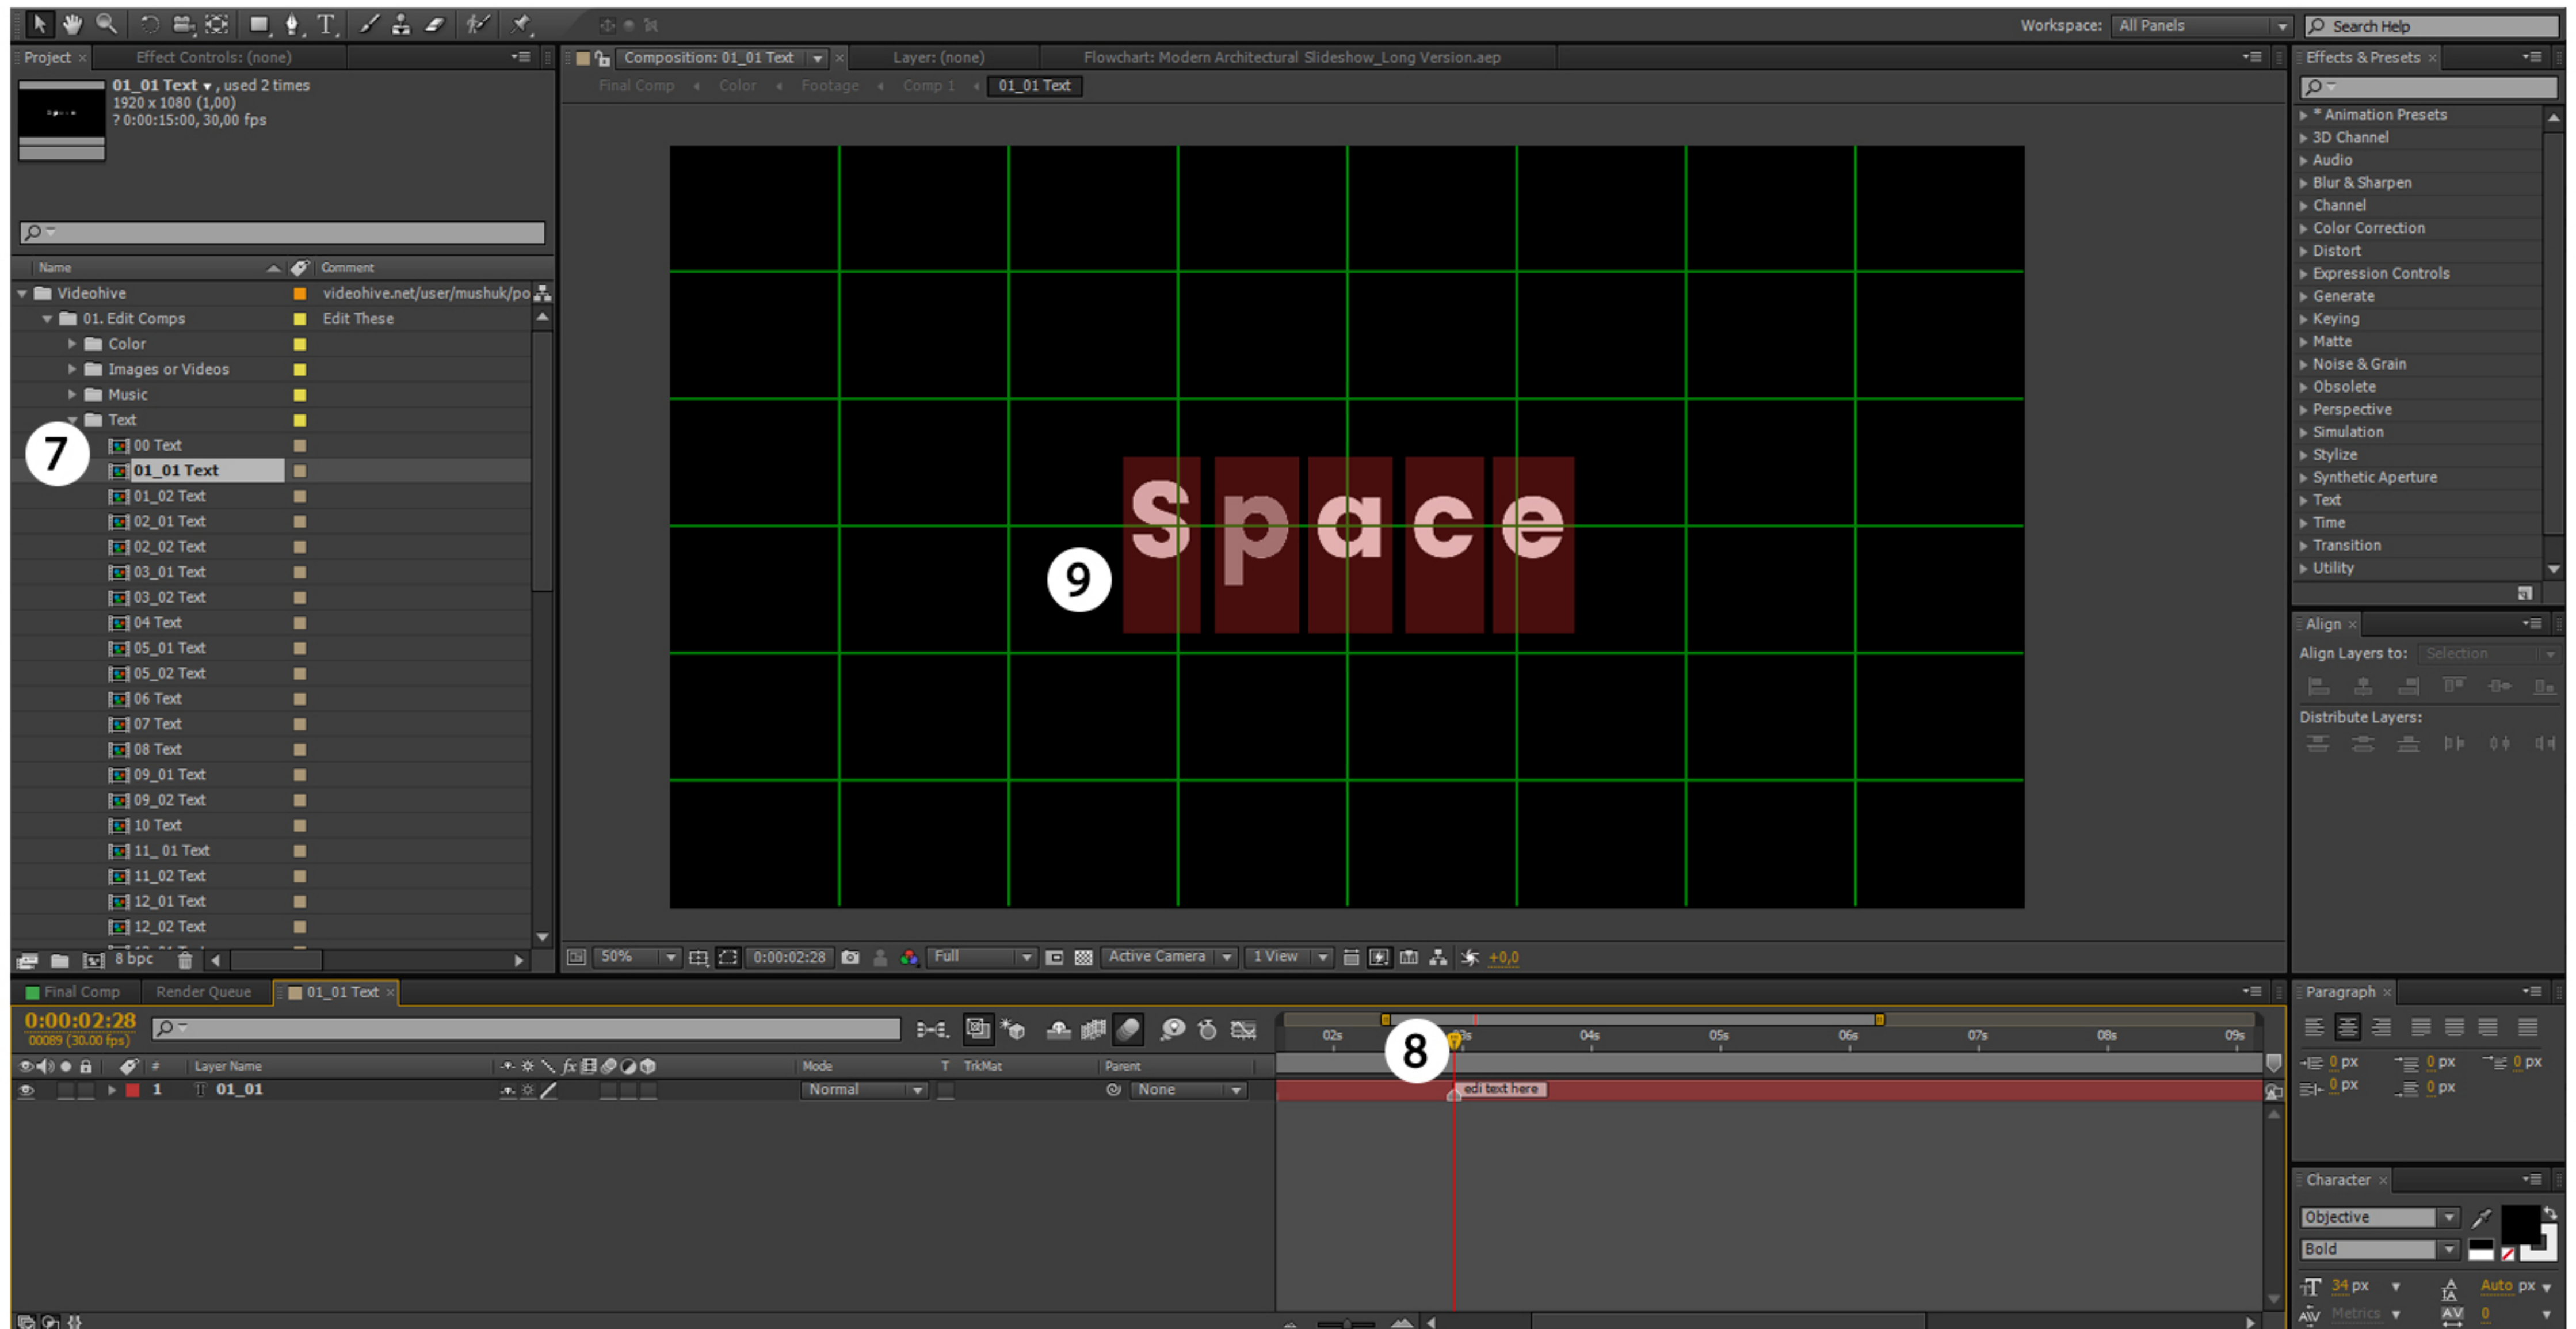 Workspace: All Panels
Search Help
Project × Effect Controls: (none)
01_01 Text ▾ , used 2 times
1920 x 1080 (1,00)
? 0:00:15:00, 30,00 fps
Name Comment
Videohive videohive.net/user/mushuk/po
01. Edit Comps Edit These
Color
Images or Videos
Music
Text
7
00 Text
01_01 Text
01_02 Text
02_01 Text
02_02 Text
03_01 Text
03_02 Text
04 Text
05_01 Text
05_02 Text
06 Text
07 Text
08 Text
09_01 Text
09_02 Text
10 Text
11_ 01 Text
11_02 Text
12_01 Text
12_02 Text
8 bpc
Composition: 01_01 Text × Layer: (none) Flowchart: Modern Architectural Slideshow_Long Version.aep
Final Comp Color Footage Comp 1 01_01 Text
Space
9
50% 0:00:02:28 Full Active Camera 1 View +0,0
Effects & Presets ×
* Animation Presets
3D Channel
Audio
Blur & Sharpen
Channel
Color Correction
Distort
Expression Controls
Generate
Keying
Matte
Noise & Grain
Obsolete
Perspective
Simulation
Stylize
Synthetic Aperture
Text
Time
Transition
Utility
Align ×
Align Layers to: Selection
Distribute Layers:
Final Comp Render Queue 01_01 Text ×
0:00:02:28
00089 (30.00 fps)
02s 03s 04s 05s 06s 07s 08s 09s
8
# Layer Name fx Mode T TrkMat Parent
1 T 01_01 Normal None
edi text here
Paragraph ×
0 px 0 px 0 px
0 px 0 px
Character ×
Objective
Bold
34 px Auto px
Metrics 0